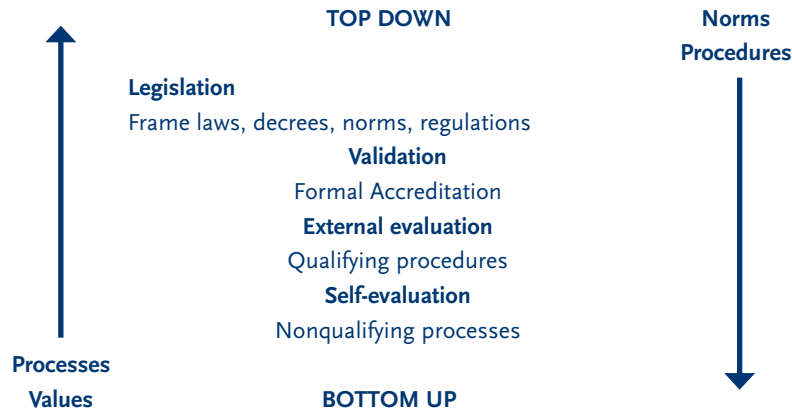 TOP DOWN
Norms
Procedures
Legislation
Frame laws, decrees, norms, regulations
Validation
Formal Accreditation
External evaluation
Qualifying procedures
Self-evaluation
Nonqualifying processes
Processes
Values
BOTTOM UP